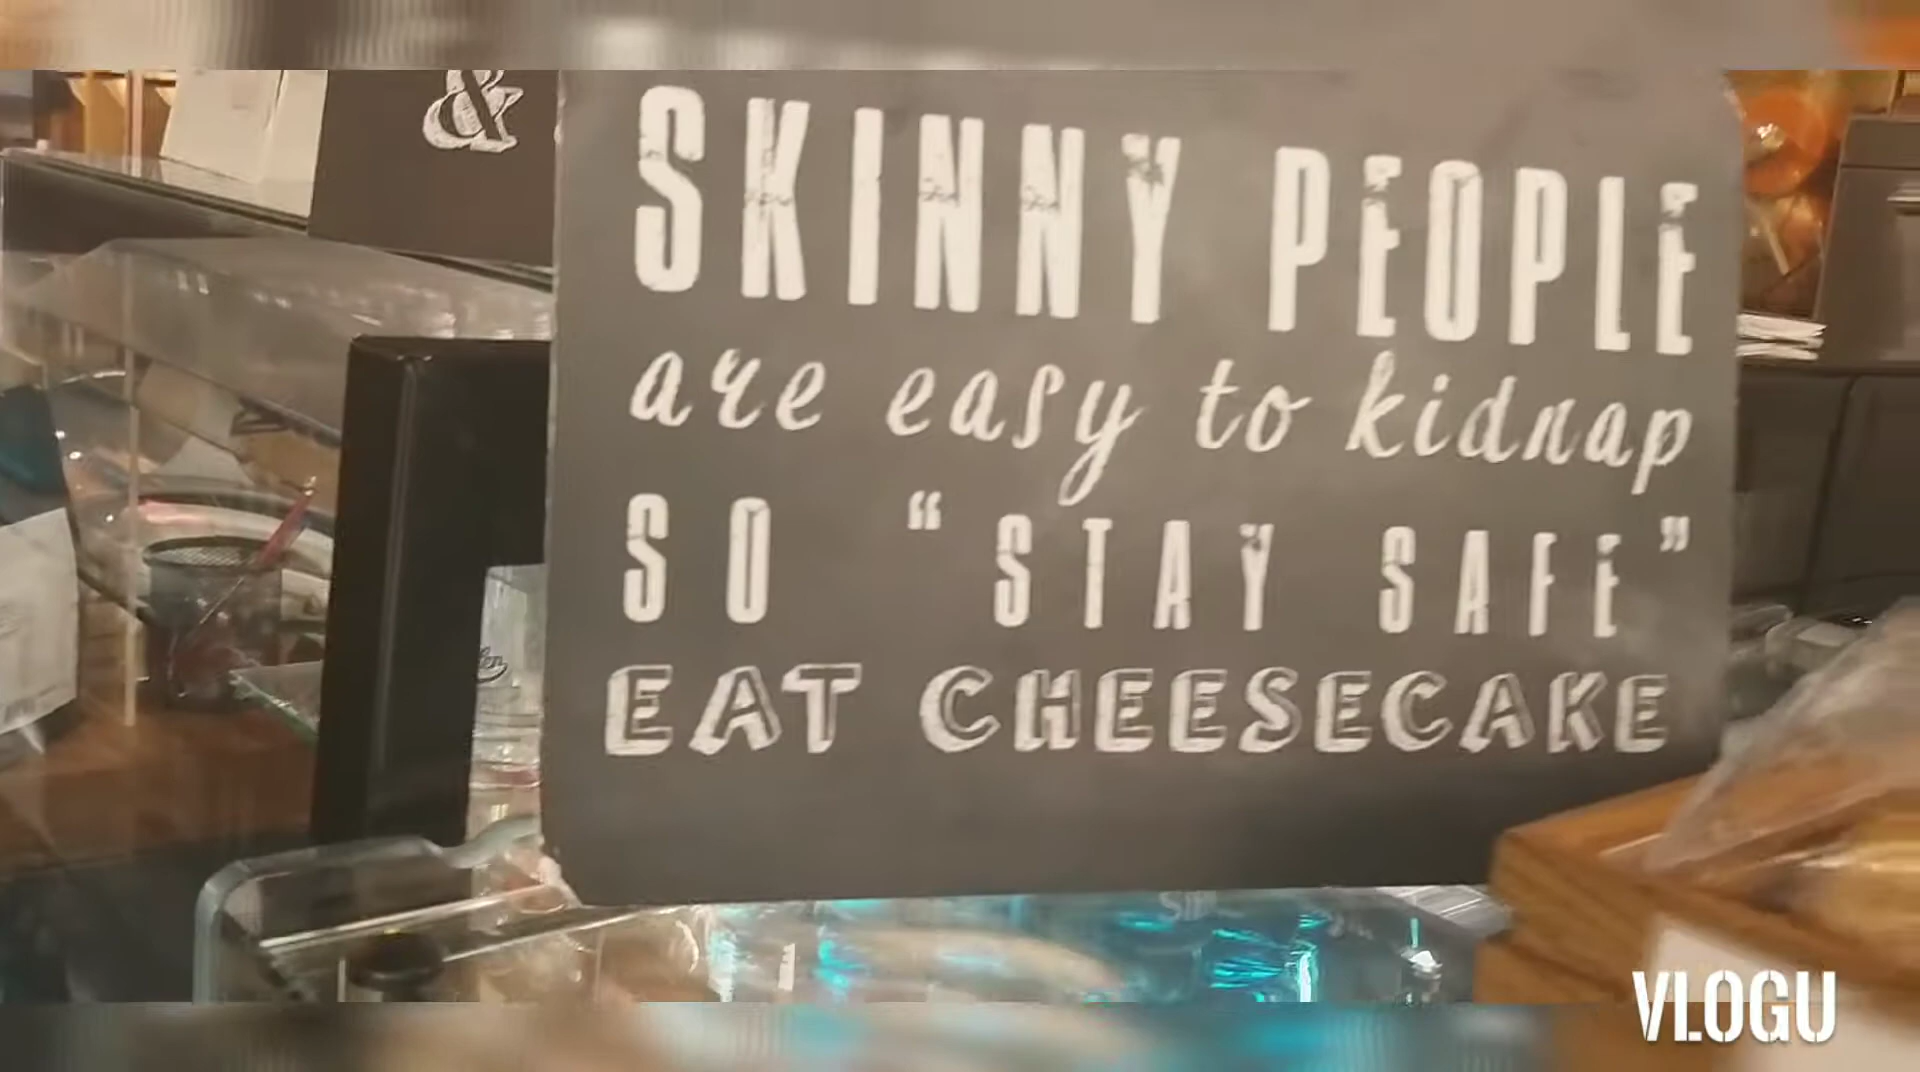 &
SKINNY PEOPLE
are easy to kidnap
SO "STAY SAFE"
EAT CHEESECAKE
VLOGU